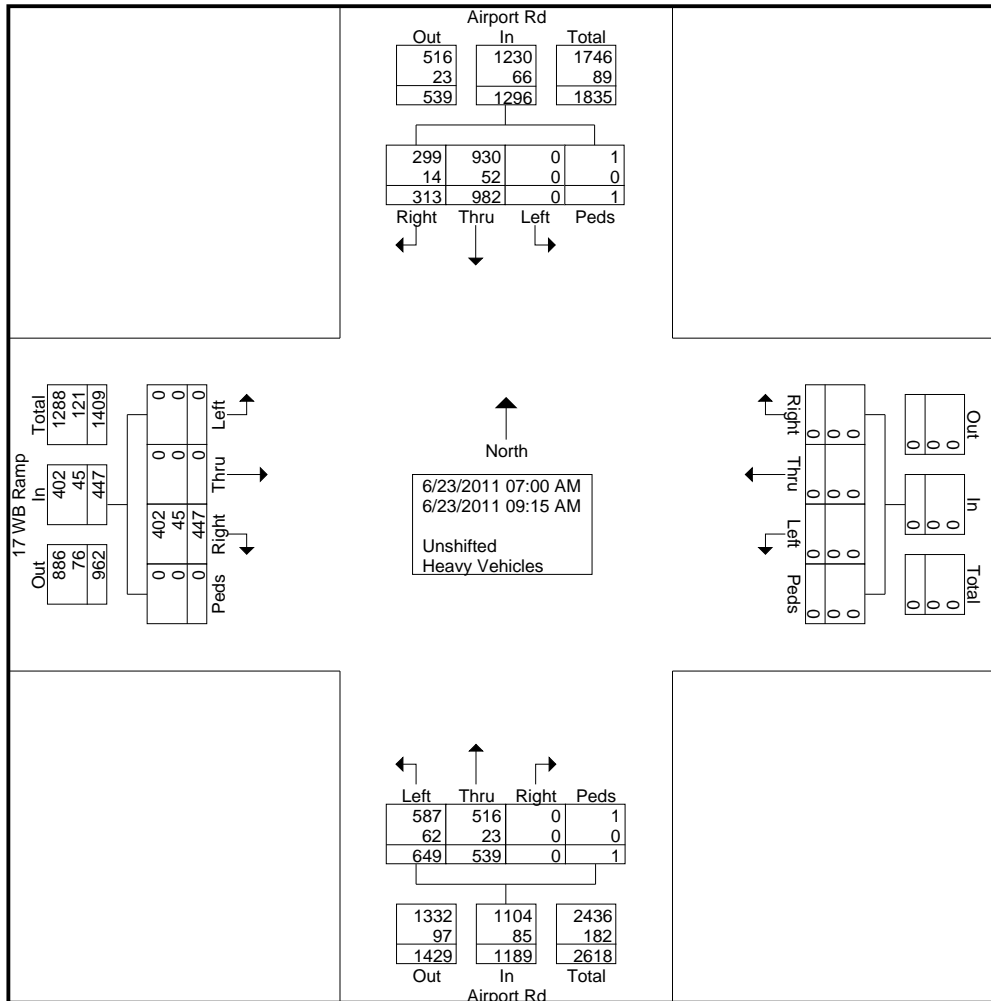 Airport Rd
Out In Total
516 1230 1746
23 66 89
539 1296 1835
299 930 0 1
14 52 0 0
313 982 0 1
Right Thru Left Peds
17 WB Ramp
Total In Out
1288 402 886
121 45 76
1409 447 962
0 0 402 0
0 0 45 0
0 0 447 0
Left Thru Right Peds
North
6/23/2011 07:00 AM
6/23/2011 09:15 AM
Unshifted
Heavy Vehicles
Right Thru Left Peds
0 0 0 0
0 0 0 0
0 0 0 0
Out In Total
0 0 0
0 0 0
0 0 0
Left Thru Right Peds
587 516 0 1
62 23 0 0
649 539 0 1
1332 1104 2436
97 85 182
1429 1189 2618
Out In Total
Airport Rd